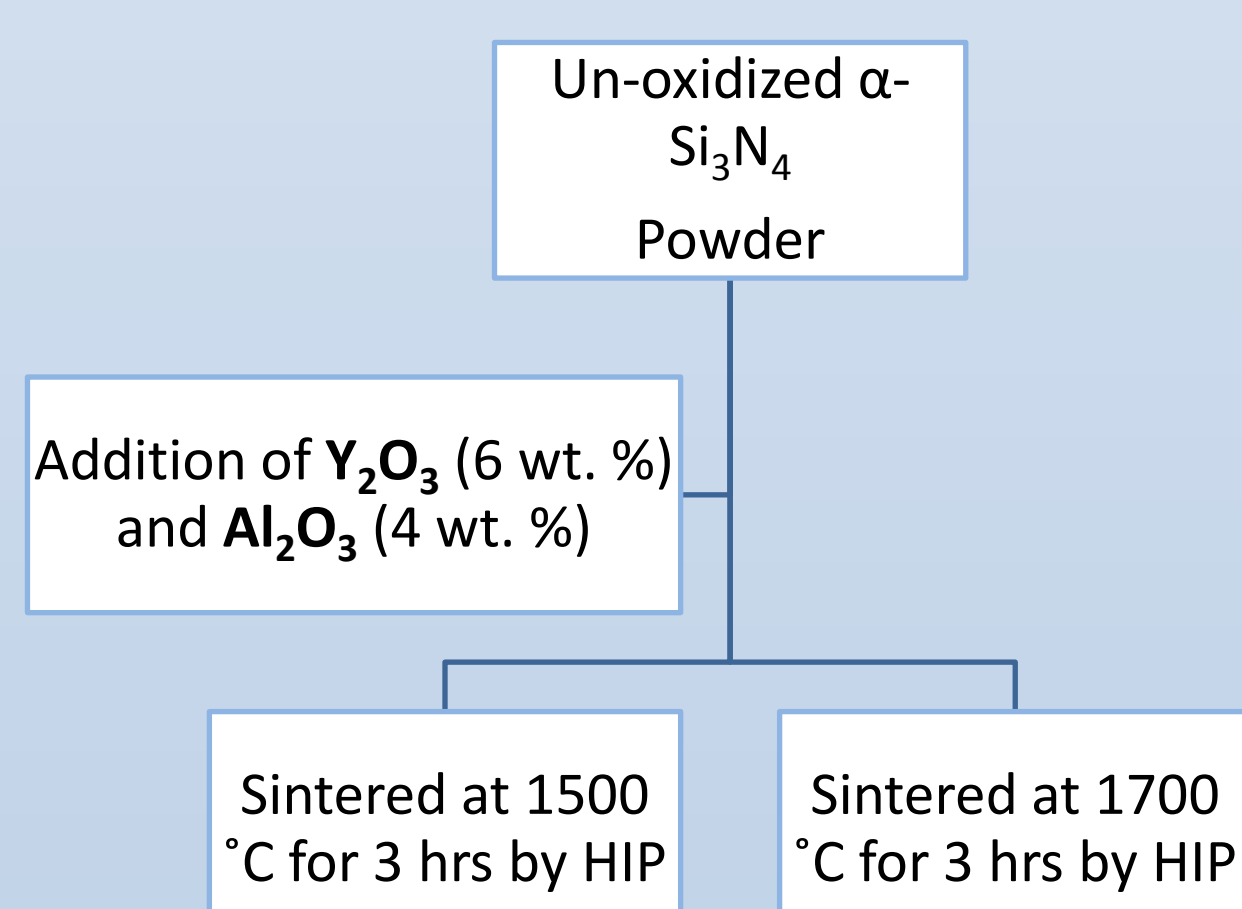 Un-oxidized α-
Si₃N₄
Powder
Addition of Y₂O₃ (6 wt. %)
and Al₂O₃ (4 wt. %)
Sintered at 1500
˚C for 3 hrs by HIP
Sintered at 1700
˚C for 3 hrs by HIP